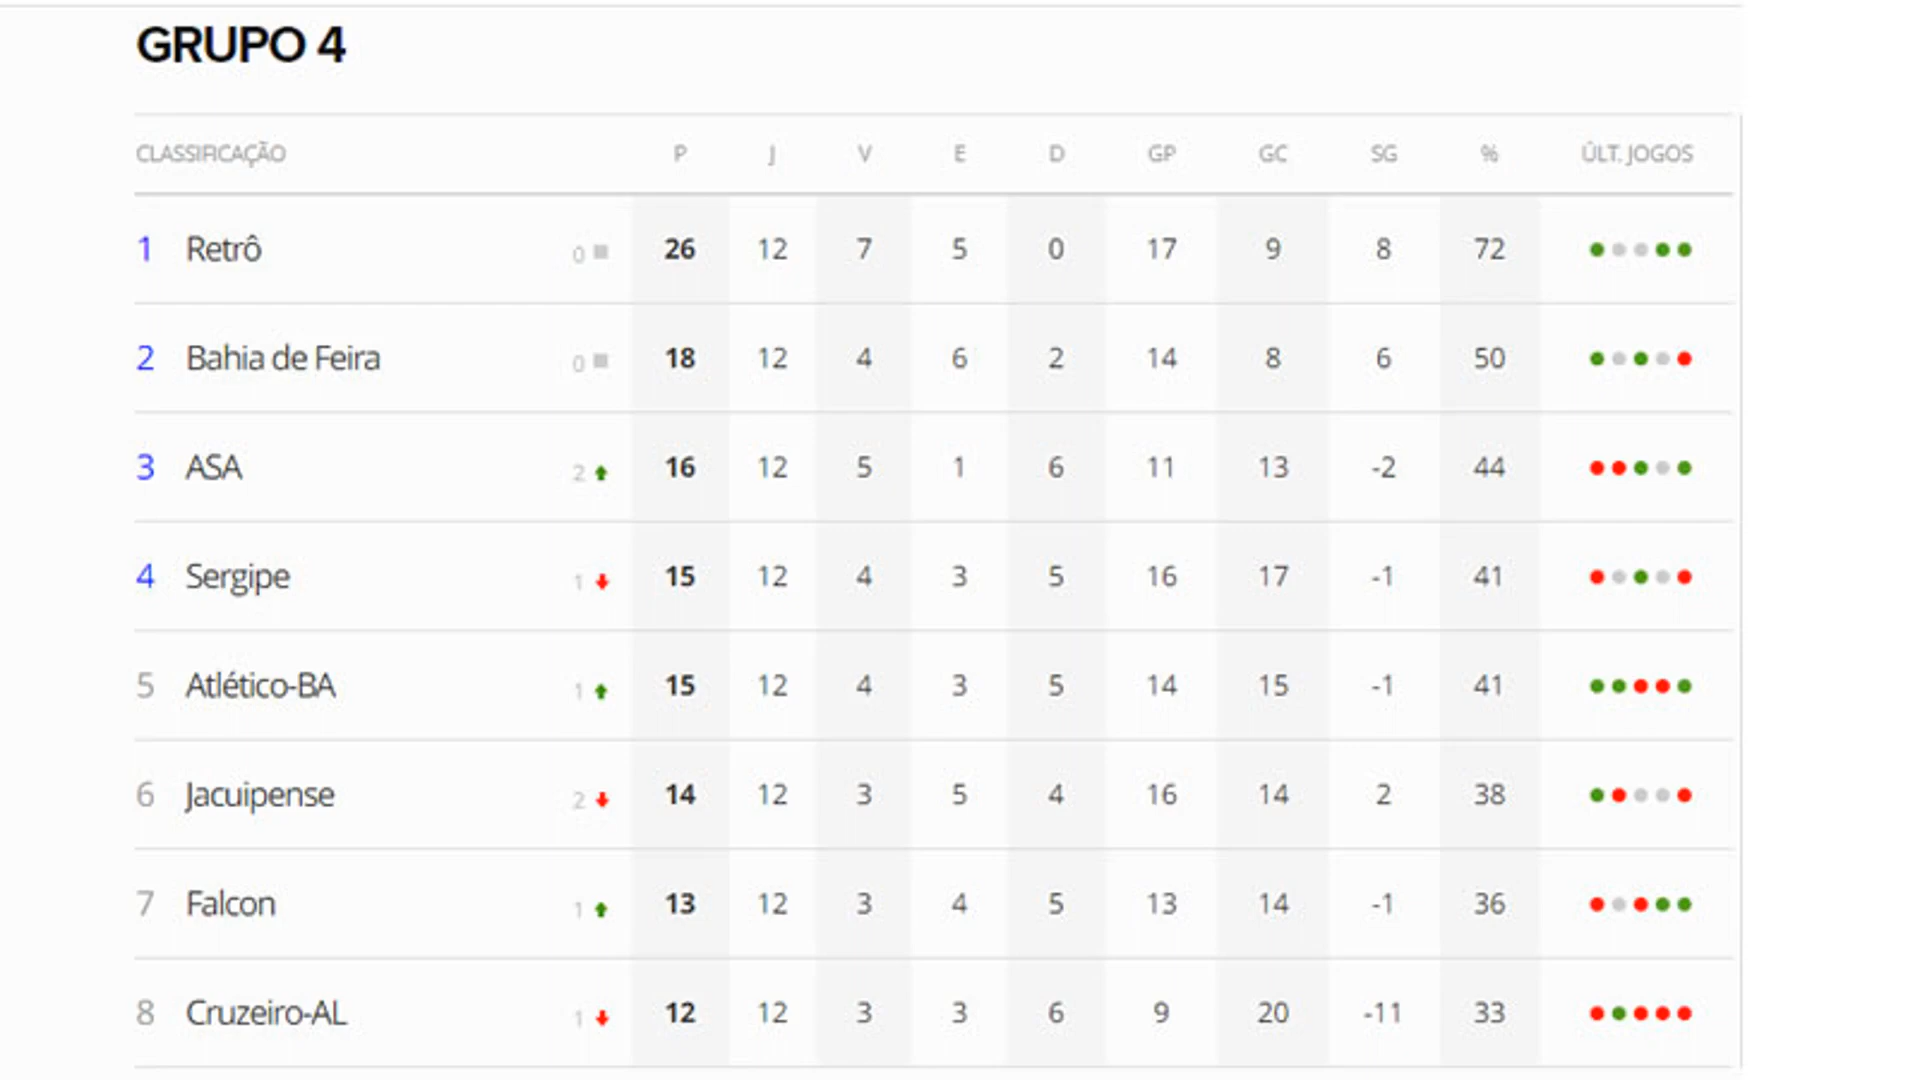 GRUPO 4
CLASSIFICAÇÃO P J V E D GP GC SG % ÚLT. JOGOS
1 Retrô 0 26 12 7 5 0 17 9 8 72
2 Bahia de Feira 0 18 12 4 6 2 14 8 6 50
3 ASA 2 16 12 5 1 6 11 13 -2 44
4 Sergipe 1 15 12 4 3 5 16 17 -1 41
5 Atlético-BA 1 15 12 4 3 5 14 15 -1 41
6 Jacuipense 2 14 12 3 5 4 16 14 2 38
7 Falcon 1 13 12 3 4 5 13 14 -1 36
8 Cruzeiro-AL 1 12 12 3 3 6 9 20 -11 33